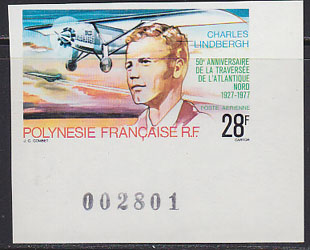 CHARLES
LINDBERGH
50e ANNIVERSAIRE
DE LA TRAVERSÉE
DE L'ATLANTIQUE
NORD
1927-1977
POSTE AERIENNE
POLYNESIE FRANÇAISE R.F.
28F
002801